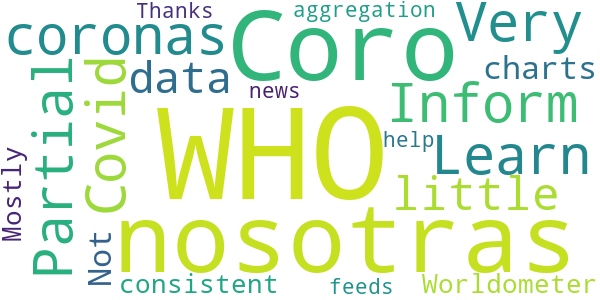 Thanks
aggregation
Very
coronas
Coro
charts
data
news
Partial
Covid
Inform
WHO
help
Learn
Mostly
little
Not
nosotras
consistent
feeds
Worldometer